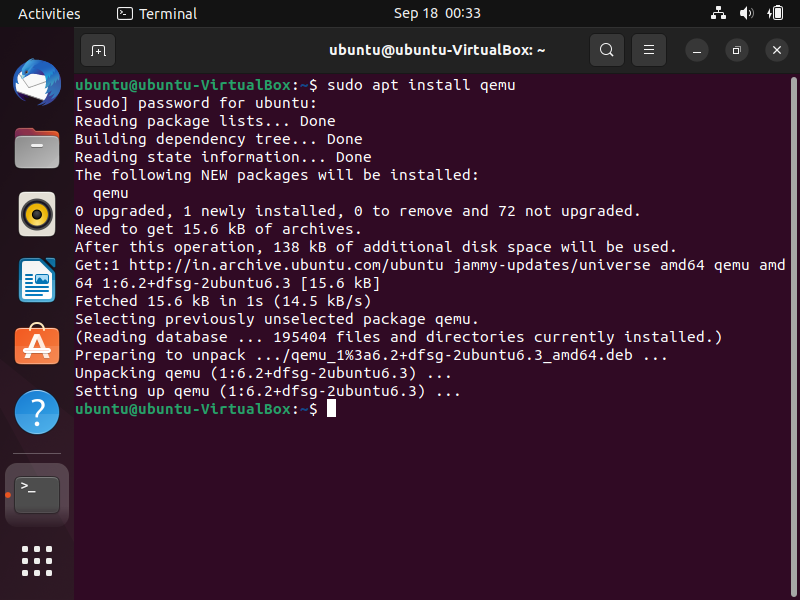 Activities Terminal Sep 18 00:33
ubuntu@ubuntu-VirtualBox: ~
ubuntu@ubuntu-VirtualBox:~$ sudo apt install qemu
[sudo] password for ubuntu:
Reading package lists... Done
Building dependency tree... Done
Reading state information... Done
The following NEW packages will be installed:
  qemu
0 upgraded, 1 newly installed, 0 to remove and 72 not upgraded.
Need to get 15.6 kB of archives.
After this operation, 138 kB of additional disk space will be used.
Get:1 http://in.archive.ubuntu.com/ubuntu jammy-updates/universe amd64 qemu amd
64 1:6.2+dfsg-2ubuntu6.3 [15.6 kB]
Fetched 15.6 kB in 1s (14.5 kB/s)
Selecting previously unselected package qemu.
(Reading database ... 195404 files and directories currently installed.)
Preparing to unpack .../qemu_1%3a6.2+dfsg-2ubuntu6.3_amd64.deb ...
Unpacking qemu (1:6.2+dfsg-2ubuntu6.3) ...
Setting up qemu (1:6.2+dfsg-2ubuntu6.3) ...
ubuntu@ubuntu-VirtualBox:~$